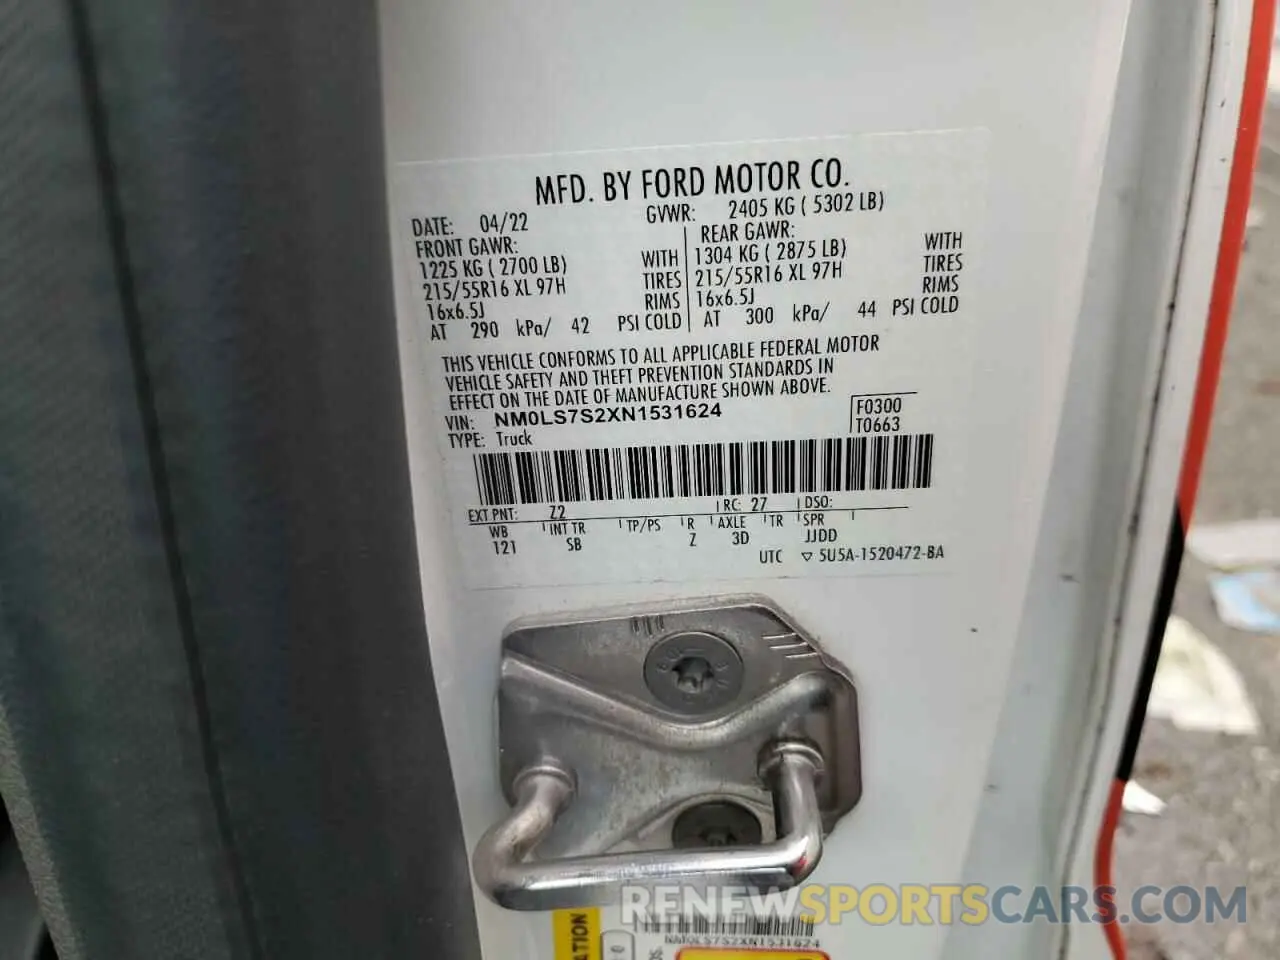 MFD. BY FORD MOTOR CO.
DATE: 04/22 GVWR: 2405 KG ( 5302 LB)
FRONT GAWR: REAR GAWR:
1225 KG ( 2700 LB) WITH 1304 KG ( 2875 LB) WITH
215/55R16 XL 97H TIRES 215/55R16 XL 97H TIRES
16x6.5J RIMS 16x6.5J RIMS
AT 290 kPa/ 42 PSI COLD AT 300 kPa/ 44 PSI COLD
THIS VEHICLE CONFORMS TO ALL APPLICABLE FEDERAL MOTOR
VEHICLE SAFETY AND THEFT PREVENTION STANDARDS IN
EFFECT ON THE DATE OF MANUFACTURE SHOWN ABOVE.
VIN: NM0LS7S2XN1531624 F0300
TYPE: Truck T0663
EXT PNT: Z2 RC: 27 DSO:
WB INT TR TP/PS R AXLE TR SPR
121 SB Z 3D JJDD
UTC ▽ 5U5A-1520472-BA
RENEWSPORTSCARS.COM
NM0LS7S2XN1531624